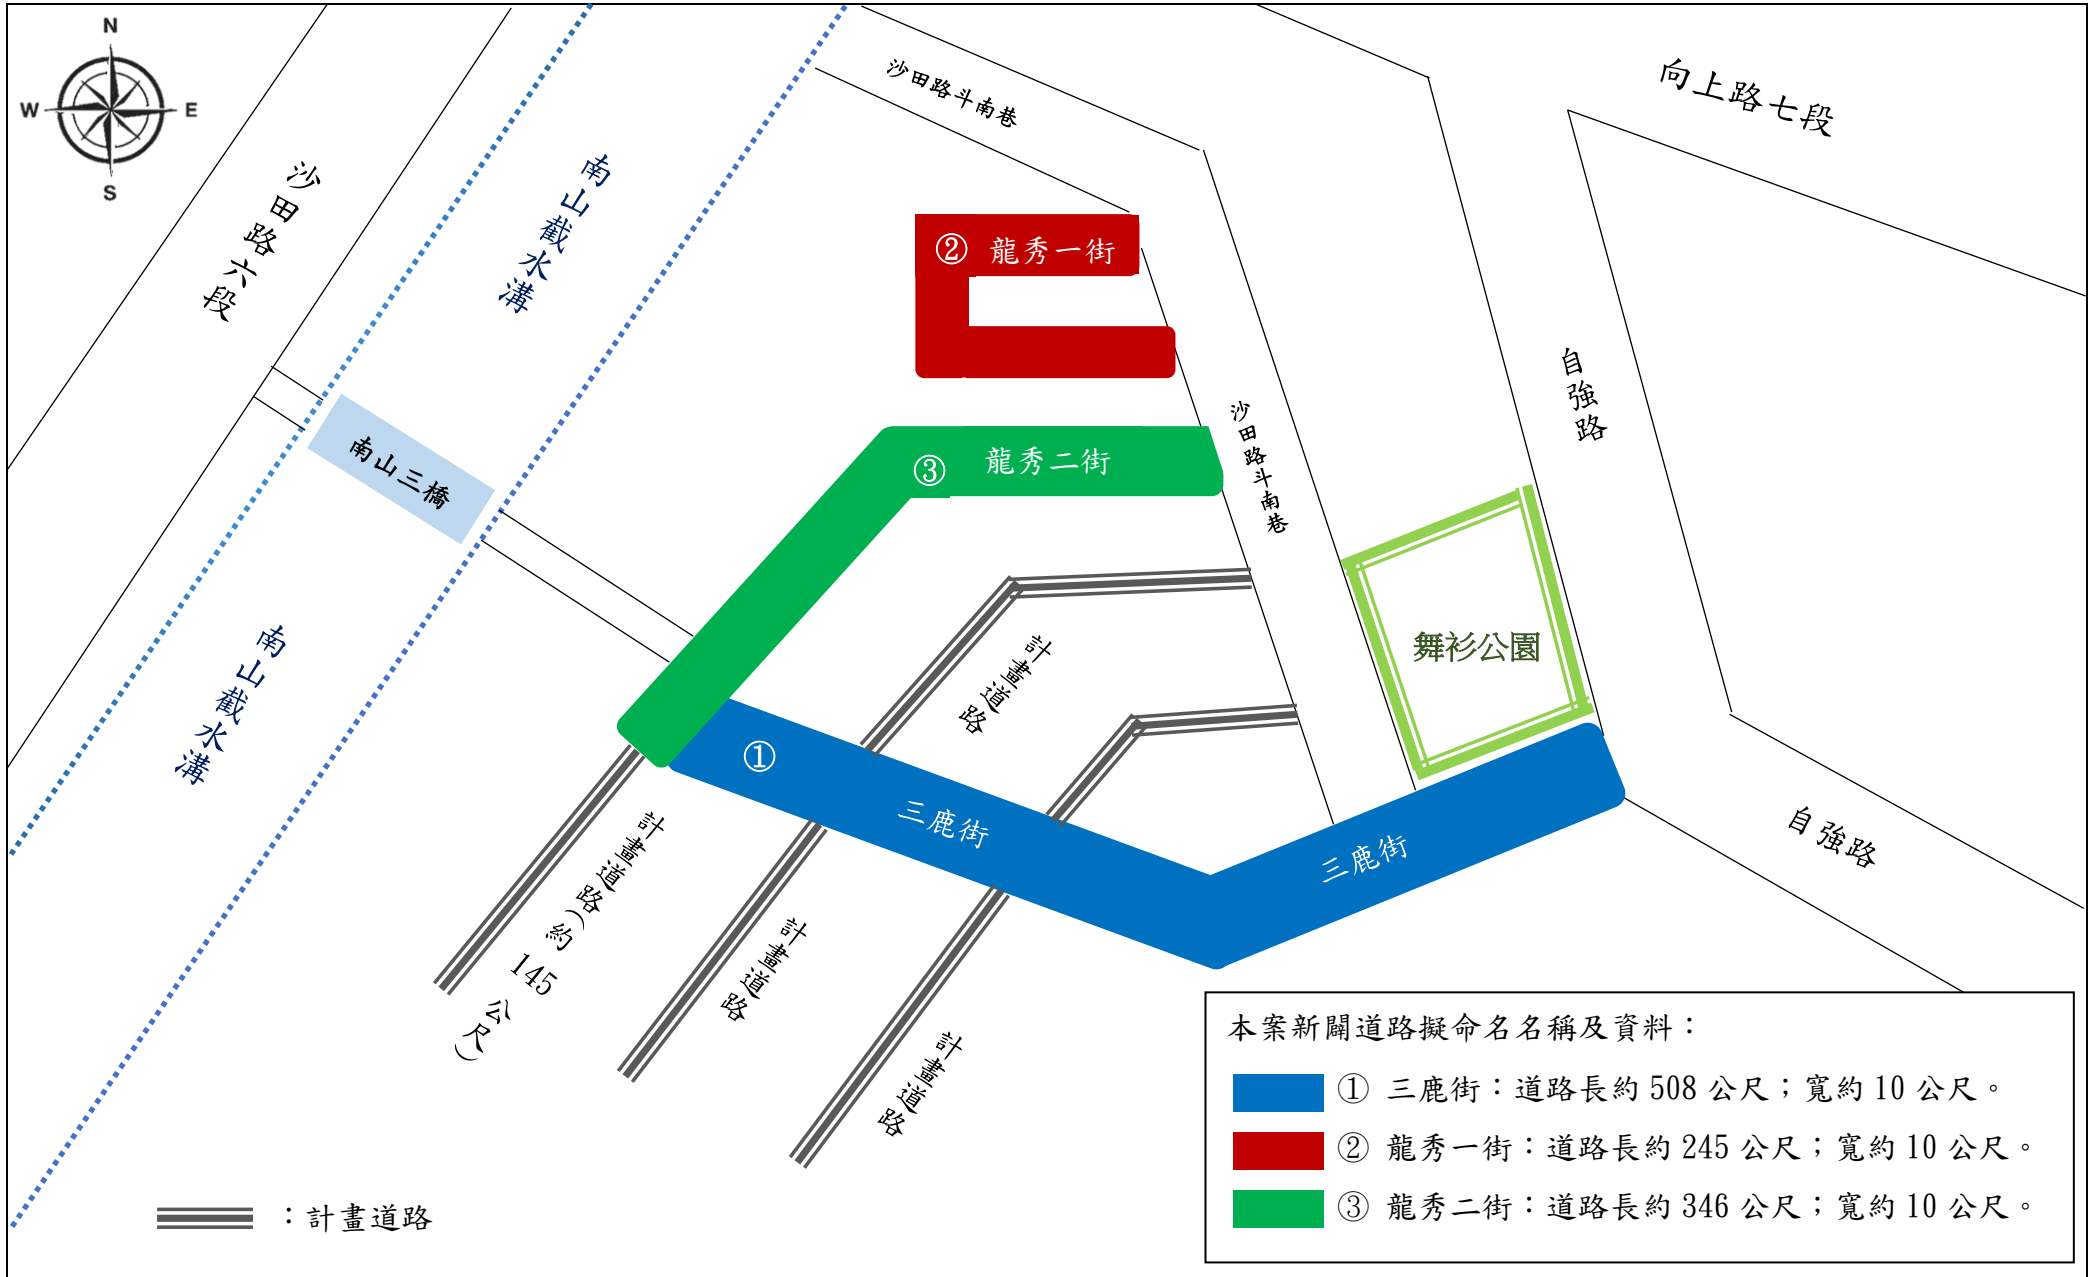 N
W
E
S
沙田路六段
南山截水溝
沙田路斗南巷
向上路七段
② 龍秀一街
自強路
南山三橋
③ 龍秀二街
沙田路斗南巷
舞衫公園
南山截水溝
計畫道路
①
三鹿街
三鹿街
自強路
計畫道路(約 145 公尺)
計畫道路
計畫道路
本案新闢道路擬命名名稱及資料：
① 三鹿街：道路長約 508 公尺；寬約 10 公尺。
② 龍秀一街：道路長約 245 公尺；寬約 10 公尺。
③ 龍秀二街：道路長約 346 公尺；寬約 10 公尺。
：計畫道路